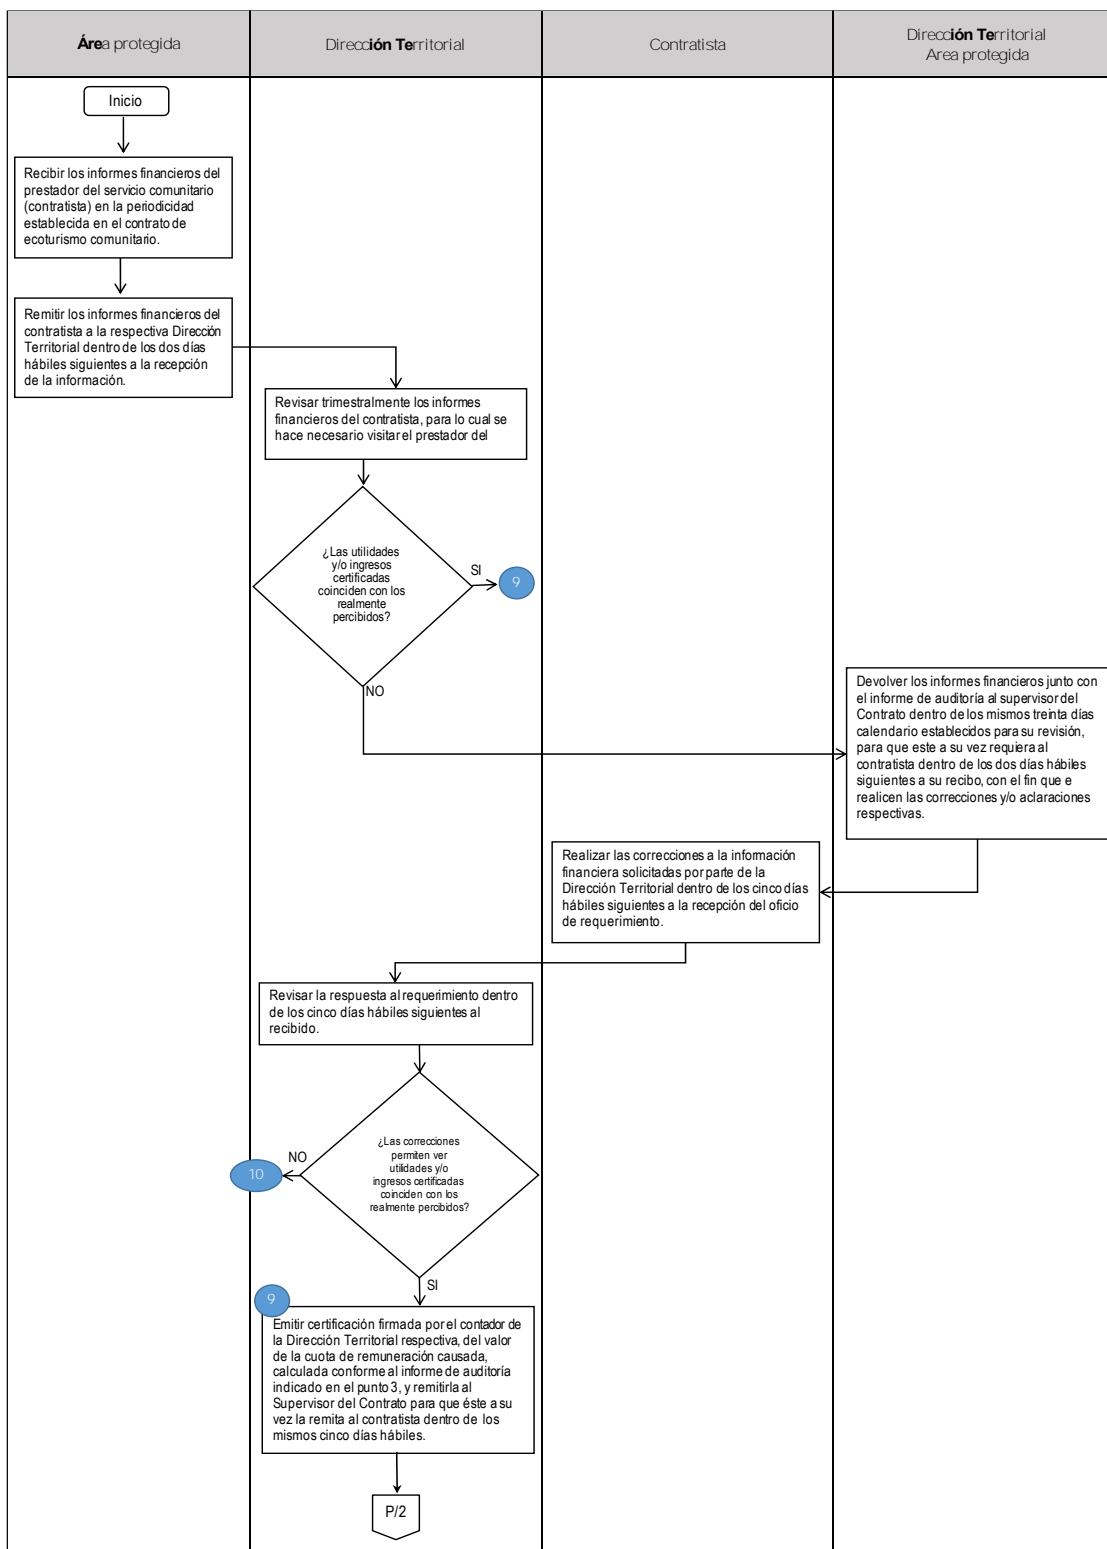 Área protegida
Dirección Territorial
Contratista
Dirección Territorial
Area protegida
Inicio
Recibir los informes financieros del
prestador del servicio comunitario
(contratista) en la periodicidad
establecida en el contrato de
ecoturismo comunitario.
Remitir los informes financieros del
contratista a la respectiva Dirección
Territorial dentro de los dos días
hábiles siguientes a la recepción
de la información.
Revisar trimestralmente los informes
financieros del contratista, para lo cual se
hace necesario visitar el prestador del
¿Las utilidades
y/o ingresos
certificadas
coinciden con los
realmente
percibidos?
SI
9
NO
Devolver los informes financieros junto con
el informe de auditoría al supervisor del
Contrato dentro de los mismos treinta días
calendario establecidos para su revisión,
para que este a su vez requiera al
contratista dentro de los dos días hábiles
siguientes a su recibo, con el fin que e
realicen las correcciones y/o aclaraciones
respectivas.
Realizar las correcciones a la información
financiera solicitadas por parte de la
Dirección Territorial dentro de los cinco días
hábiles siguientes a la recepción del oficio
de requerimiento.
Revisar la respuesta al requerimiento dentro
de los cinco días hábiles siguientes al
recibido.
¿Las correcciones
permiten ver
utilidades y/o
ingresos certificadas
coinciden con los
realmente percibidos?
NO
10
SI
9
Emitir certificación firmada por el contador de
la Dirección Territorial respectiva, del valor
de la cuota de remuneración causada,
calculada conforme al informe de auditoría
indicado en el punto 3, y remitirla al
Supervisor del Contrato para que éste a su
vez la remita al contratista dentro de los
mismos cinco días hábiles.
P/2